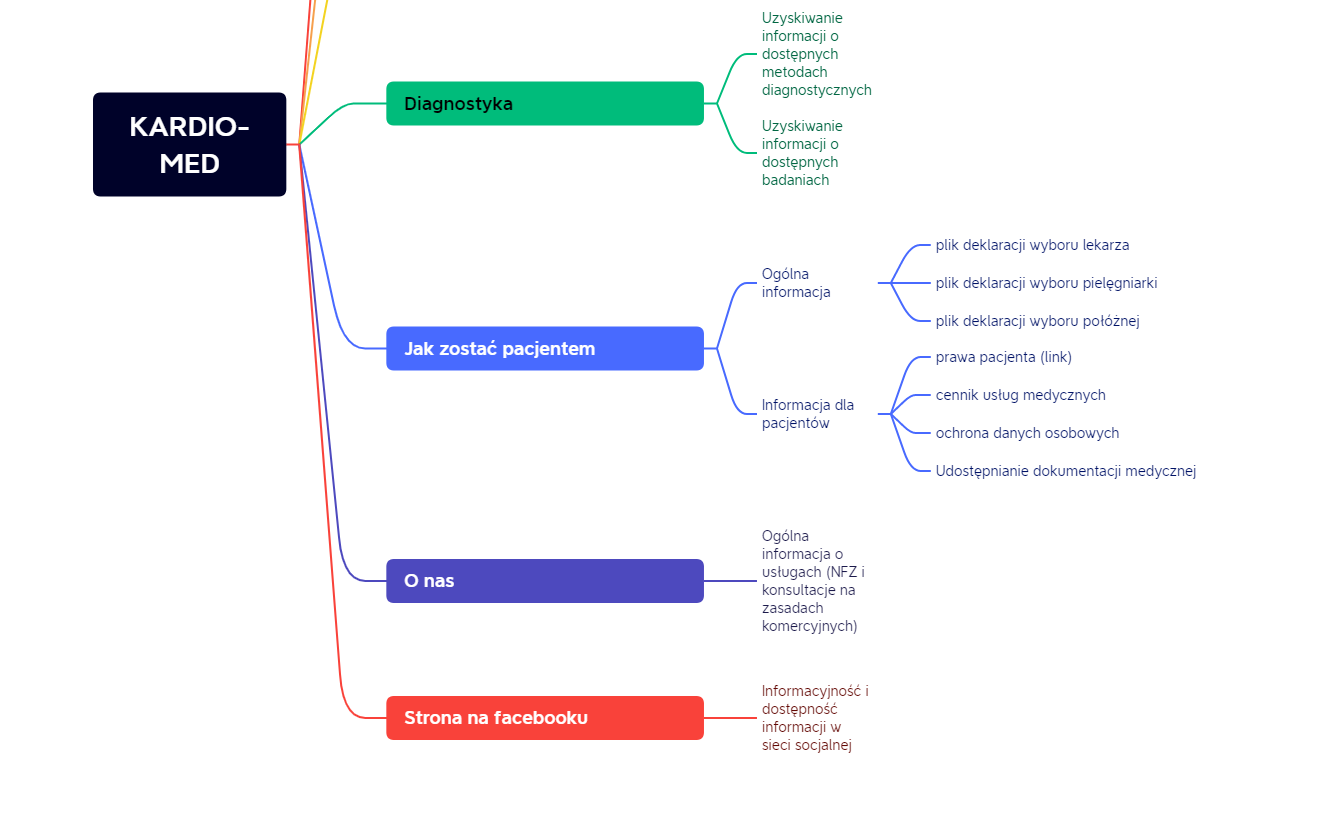 KARDIO-
MED
Diagnostyka
Uzyskiwanie
informacji o
dostępnych
metodach
diagnostycznych
Uzyskiwanie
informacji o
dostępnych
badaniach
Jak zostać pacjentem
Ogólna
informacja
plik deklaracji wyboru lekarza
plik deklaracji wyboru pielęgniarki
plik deklaracji wyboru połóżnej
Informacja dla
pacjentów
prawa pacjenta (link)
cennik usług medycznych
ochrona danych osobowych
Udostępnianie dokumentacji medycznej
O nas
Ogólna
informacja o
usługach (NFZ i
konsultacje na
zasadach
komercyjnych)
Strona na facebooku
Informacyjność i
dostępność
informacji w
sieci socjalnej